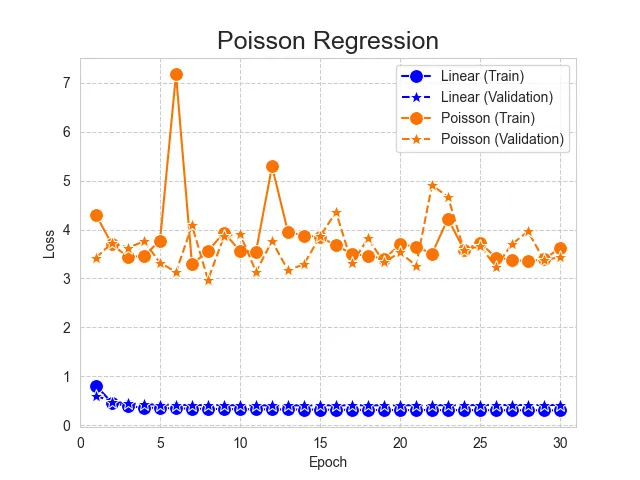 Poisson Regression
7
6
5
4
3
2
1
0
Loss
Linear (Train)
Linear (Validation)
Poisson (Train)
Poisson (Validation)
0 5 10 15 20 25 30
Epoch